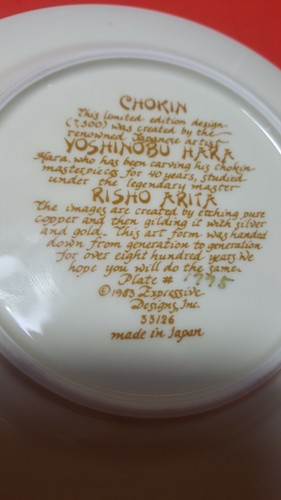 CHOKIN
This limited edition design
(7,500) was created by the
renowned Japanese artist
YOSHINOBU HARA
Hara, who has been carving his chokin
masterpieces for 40 years, studied
under the legendary master
RISHO ARITA
The images are created by etching pure
copper and then gilding it with silver
and gold. This art form was handed
down from generation to generation
for over eight hundred years. We
hope you will do the same.
Plate #
© 1983 Expressive
Designs, Inc.
33126
made in Japan